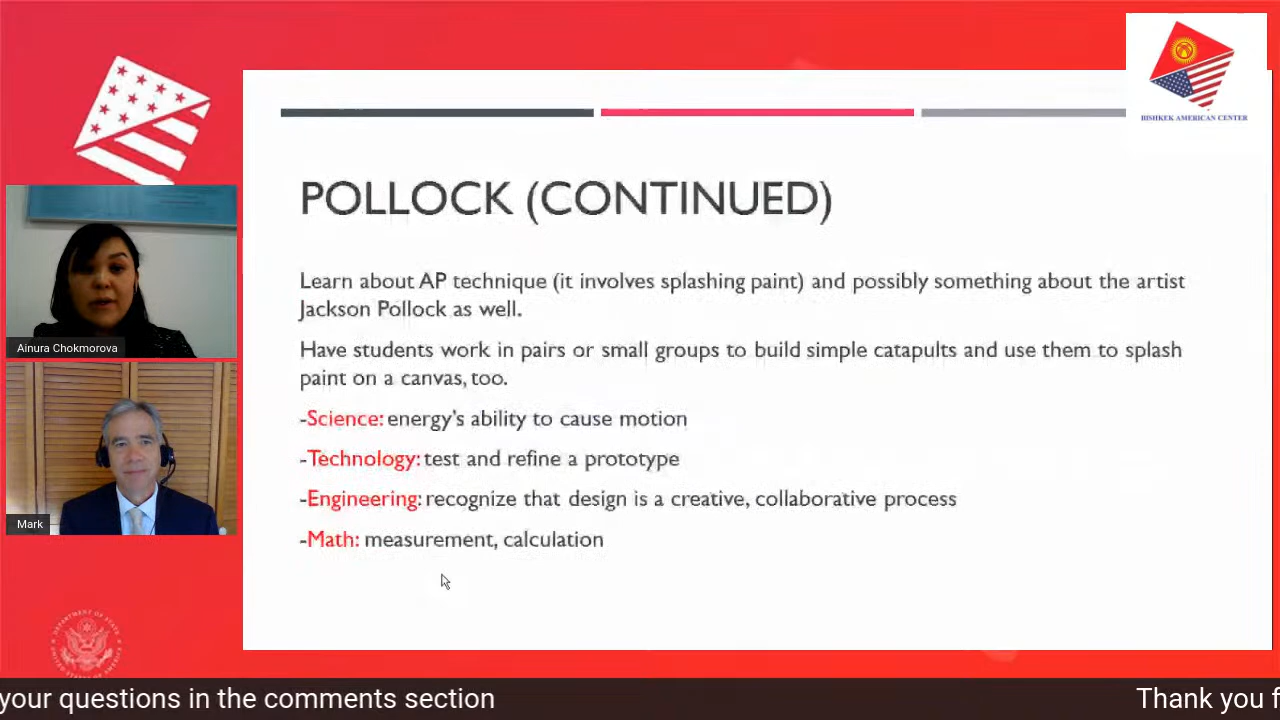 BISHKEK AMERICAN CENTER
POLLOCK (CONTINUED)
Learn about AP technique (it involves splashing paint) and possibly something about the artist
Jackson Pollock as well.
Have students work in pairs or small groups to build simple catapults and use them to splash
paint on a canvas, too.
-Science: energy's ability to cause motion
-Technology: test and refine a prototype
-Engineering: recognize that design is a creative, collaborative process
-Math: measurement, calculation
Ainura Chokmorova
Mark
your questions in the comments section
Thank you f